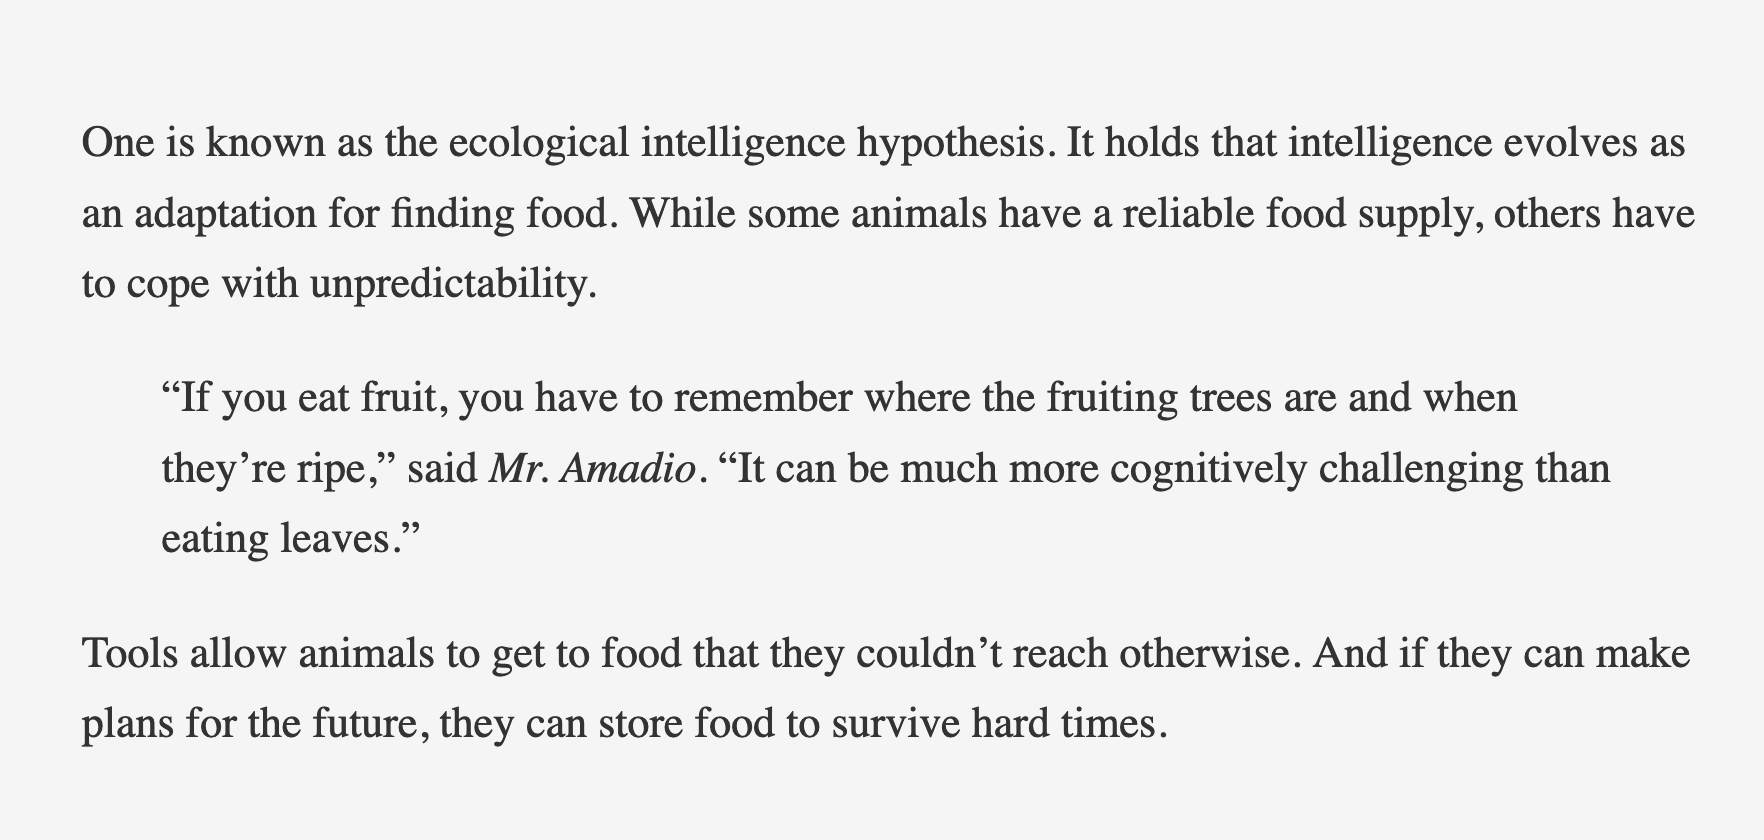 One is known as the ecological intelligence hypothesis. It holds that intelligence evolves as
an adaptation for finding food. While some animals have a reliable food supply, others have
to cope with unpredictability.
“If you eat fruit, you have to remember where the fruiting trees are and when
they’re ripe,” said Mr. Amadio. “It can be much more cognitively challenging than
eating leaves.”
Tools allow animals to get to food that they couldn’t reach otherwise. And if they can make
plans for the future, they can store food to survive hard times.